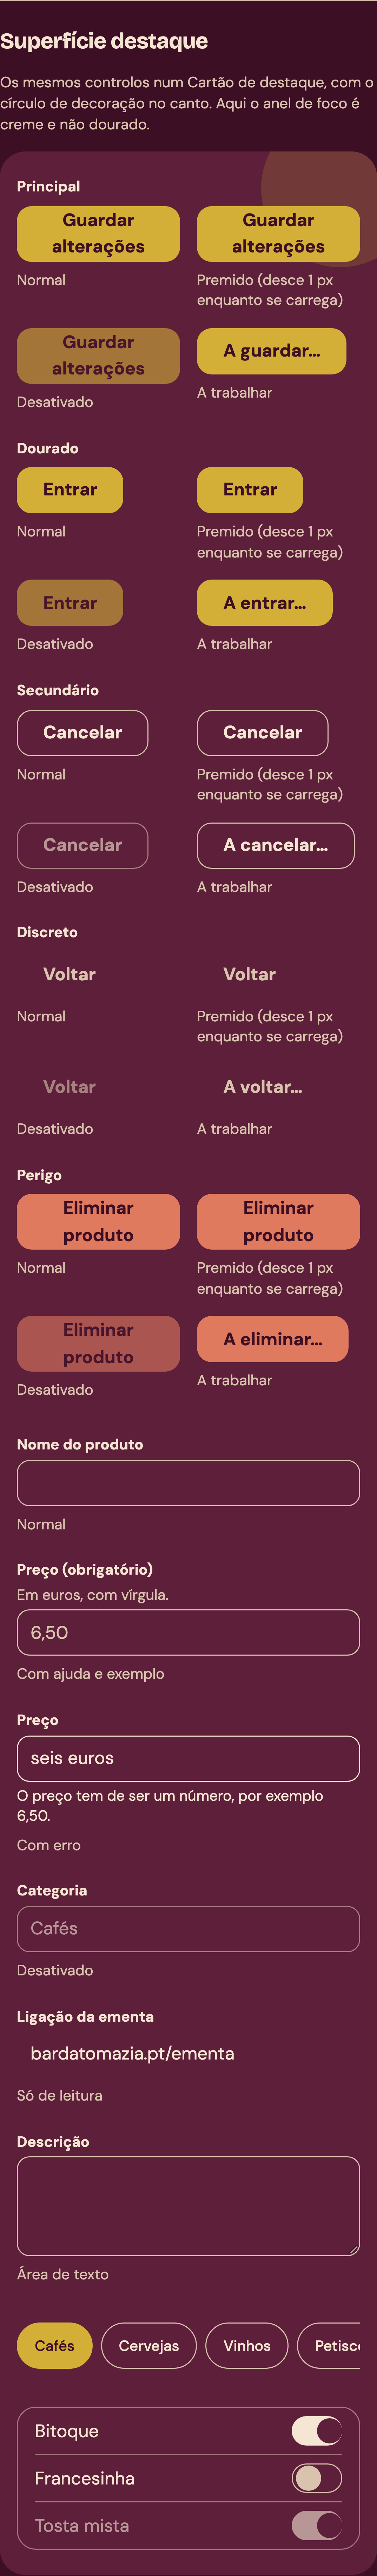 Superfície destaque
Os mesmos controlos num Cartão de destaque, com o
círculo de decoração no canto. Aqui o anel de foco é
creme e não dourado.
Principal
Guardar
alterações
Guardar
alterações
Normal
Premido (desce 1 px
enquanto se carrega)
Guardar
alterações
A guardar...
Desativado
A trabalhar
Dourado
Entrar
Entrar
Normal
Premido (desce 1 px
enquanto se carrega)
Entrar
A entrar...
Desativado
A trabalhar
Secundário
Cancelar
Cancelar
Normal
Premido (desce 1 px
enquanto se carrega)
Cancelar
A cancelar...
Desativado
A trabalhar
Discreto
Voltar
Voltar
Normal
Premido (desce 1 px
enquanto se carrega)
Voltar
A voltar...
Desativado
A trabalhar
Perigo
Eliminar
produto
Eliminar
produto
Normal
Premido (desce 1 px
enquanto se carrega)
Eliminar
produto
A eliminar...
Desativado
A trabalhar
Nome do produto
Normal
Preço (obrigatório)
Em euros, com vírgula.
6,50
Com ajuda e exemplo
Preço
seis euros
O preço tem de ser um número, por exemplo
6,50.
Com erro
Categoria
Cafés
Desativado
Ligação da ementa
bardatomazia.pt/ementa
Só de leitura
Descrição
Área de texto
Cafés
Cervejas
Vinhos
Bitoque
Francesinha
Tosta mista